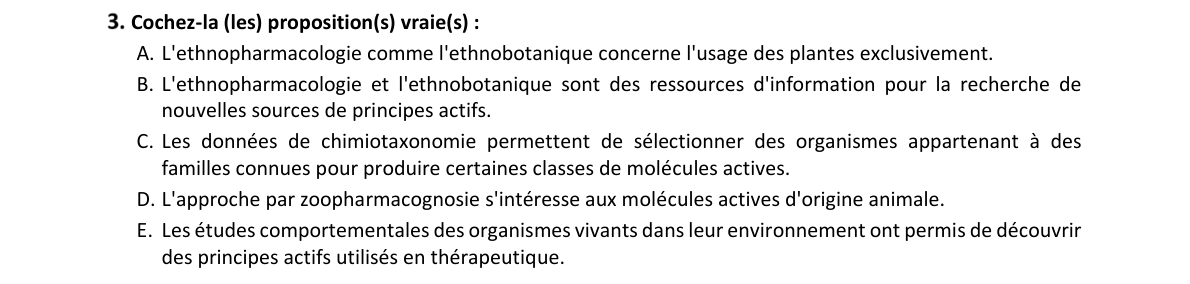 3. Cochez-la (les) proposition(s) vraie(s) :
A. L'ethnopharmacologie comme l'ethnobotanique concerne l'usage des plantes exclusivement.
B. L'ethnopharmacologie et l'ethnobotanique sont des ressources d'information pour la recherche de
nouvelles sources de principes actifs.
C. Les données de chimiotaxonomie permettent de sélectionner des organismes appartenant à des
familles connues pour produire certaines classes de molécules actives.
D. L'approche par zoopharmacognosie s'intéresse aux molécules actives d'origine animale.
E. Les études comportementales des organismes vivants dans leur environnement ont permis de découvrir
des principes actifs utilisés en thérapeutique.